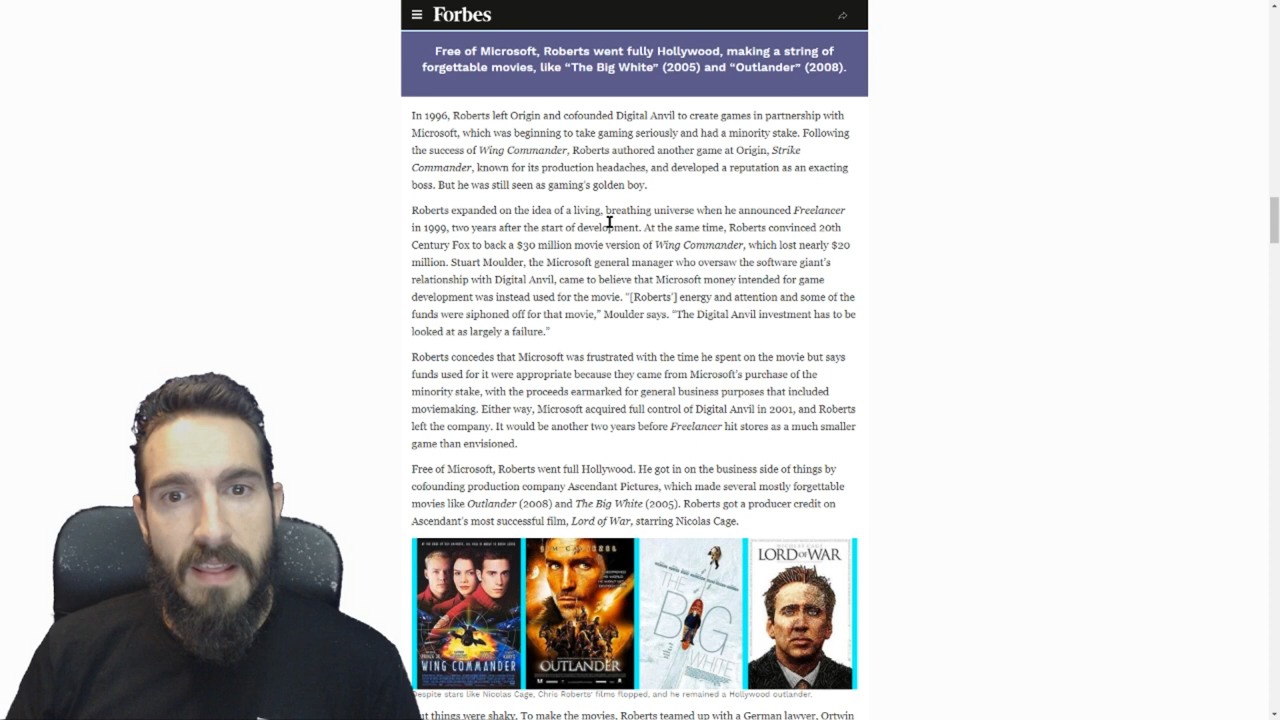 Forbes
Free of Microsoft, Roberts went fully Hollywood, making a string of
forgettable movies, like “The Big White” (2005) and “Outlander” (2008).
In 1996, Roberts left Origin and cofounded Digital Anvil to create games in partnership with
Microsoft, which was beginning to take gaming seriously and had a minority stake. Following
the success of Wing Commander, Roberts authored another game at Origin, Strike
Commander, known for its production headaches, and developed a reputation as an exacting
boss. But he was still seen as gaming’s golden boy.
Roberts expanded on the idea of a living, breathing universe when he announced Freelancer
in 1999, two years after the start of development. At the same time, Roberts convinced 20th
Century Fox to back a $30 million movie version of Wing Commander, which lost nearly $20
million. Stuart Moulder, the Microsoft general manager who oversaw the software giant’s
relationship with Digital Anvil, came to believe that Microsoft money intended for game
development was instead used for the movie. “[Roberts’] energy and attention and some of the
funds were siphoned off for that movie,” Moulder says. “The Digital Anvil investment has to be
looked at as largely a failure.”
Roberts concedes that Microsoft was frustrated with the time he spent on the movie but says
funds used for it were appropriate because they came from Microsoft’s purchase of the
minority stake, with the proceeds earmarked for general business purposes that included
moviemaking. Either way, Microsoft acquired full control of Digital Anvil in 2001, and Roberts
left the company. It would be another two years before Freelancer hit stores as a much smaller
game than envisioned.
Free of Microsoft, Roberts went full Hollywood. He got in on the business side of things by
cofounding production company Ascendant Pictures, which made several mostly forgettable
movies like Outlander (2008) and The Big White (2005). Roberts got a producer credit on
Ascendant’s most successful film, Lord of War, starring Nicolas Cage.
WING COMMANDER
OUTLANDER
THE BIG WHITE
LORD OF WAR
Despite stars like Nicolas Cage, Chris Roberts’ films flopped, and he remained a Hollywood outlander.
ut things were shaky. To make the movies, Roberts teamed up with a German lawyer, Ortwin